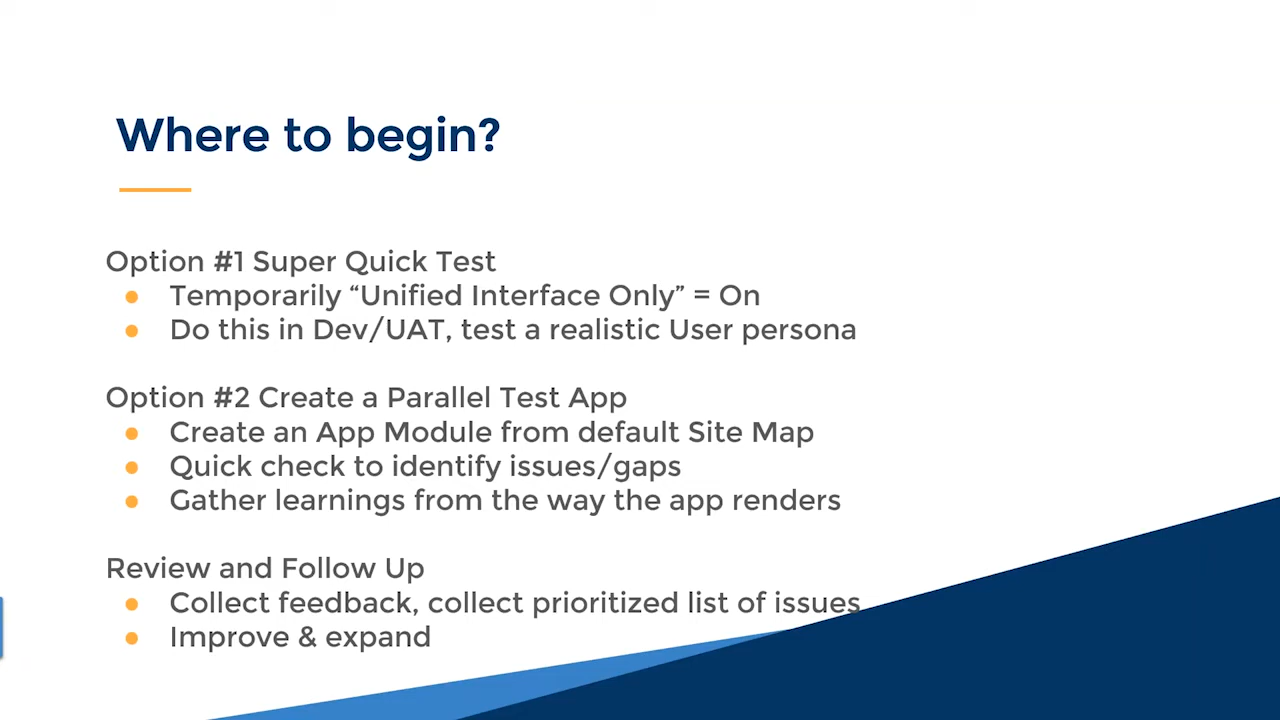 Where to begin?
Option #1 Super Quick Test
● Temporarily “Unified Interface Only” = On
● Do this in Dev/UAT, test a realistic User persona
Option #2 Create a Parallel Test App
● Create an App Module from default Site Map
● Quick check to identify issues/gaps
● Gather learnings from the way the app renders
Review and Follow Up
● Collect feedback, collect prioritized list of issues
● Improve & expand